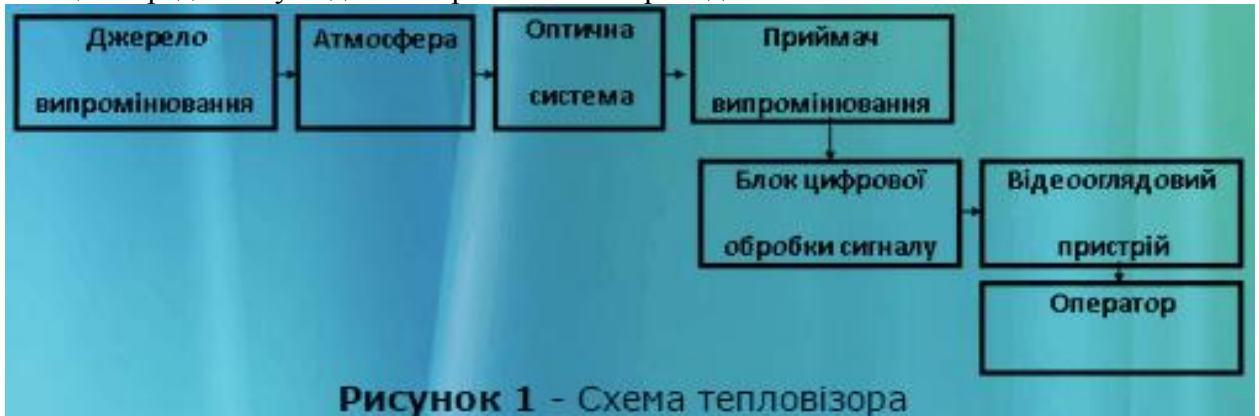 Джерело
випромінювання
Атмосфера
Оптична
система
Приймач
випромінювання
Блок цифрової
обробки сигналу
Відеооглядовий
пристрій
Оператор
Рисунок 1 - Схема тепловізора